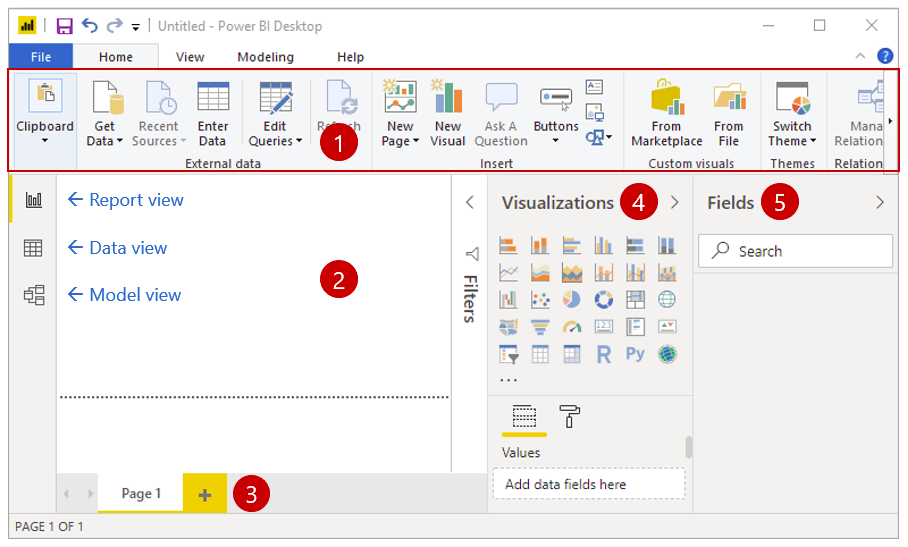 Untitled - Power BI Desktop
File Home View Modeling Help
Clipboard
Get Data
Recent Sources
Enter Data
Edit Queries
1
New Page
New Visual
Ask A Question
Buttons
From Marketplace
From File
Switch Theme
Relation
External data
Insert
Custom visuals
Themes
Relation
← Report view
← Data view
← Model view
2
Filters
Visualizations 4
123
R Py
...
Values
Add data fields here
Fields 5
Search
Page 1 + 3
PAGE 1 OF 1